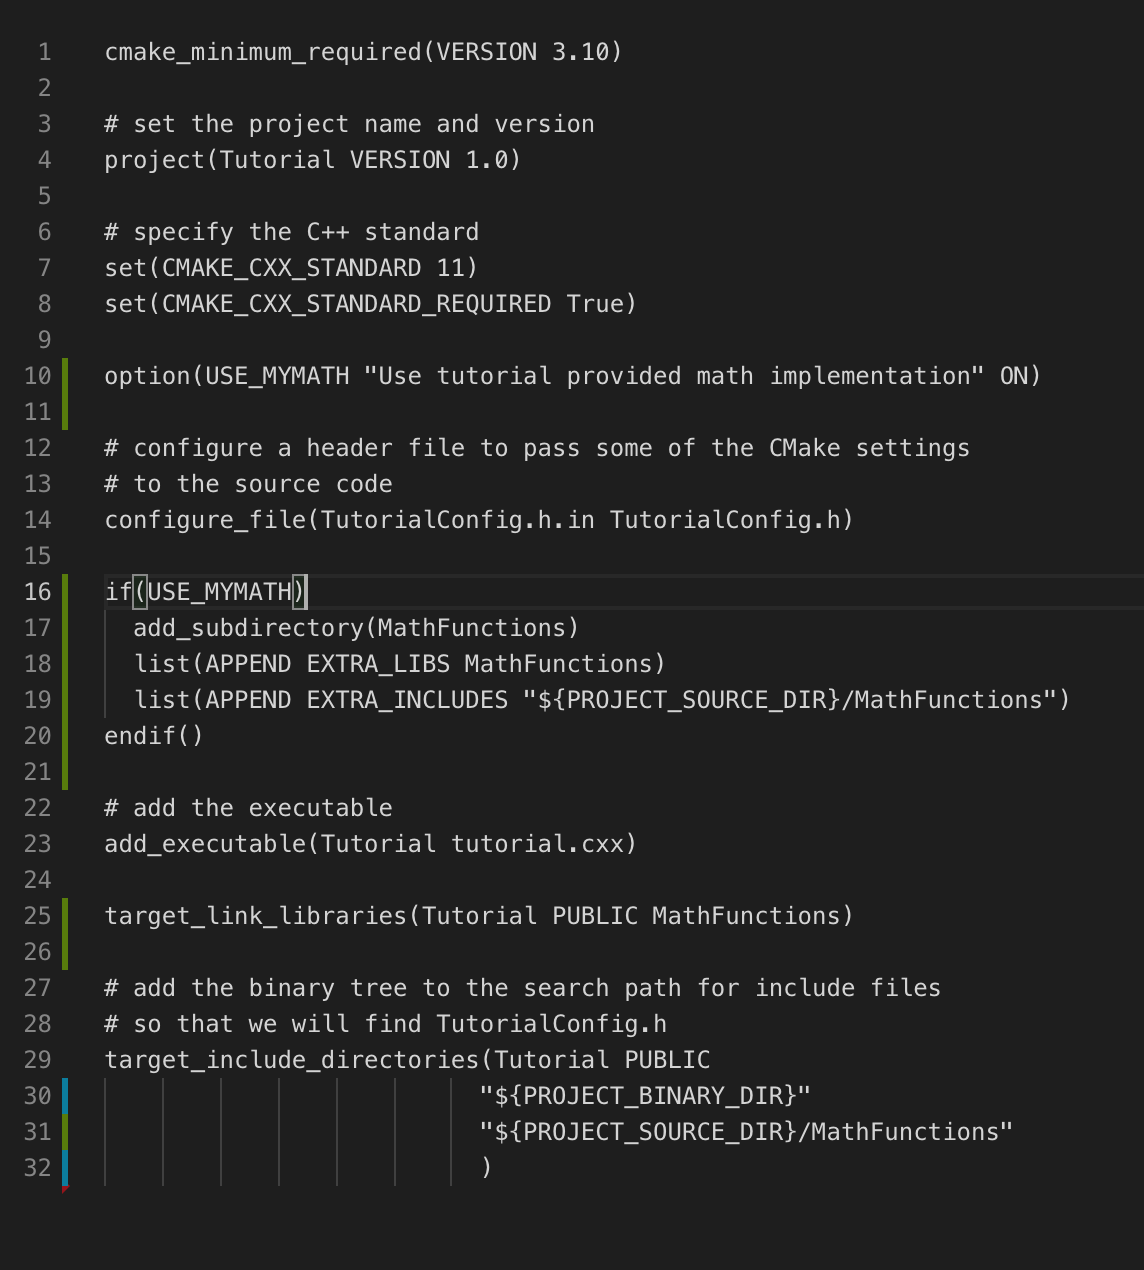 1 cmake_minimum_required(VERSION 3.10)
2
3 # set the project name and version
4 project(Tutorial VERSION 1.0)
5
6 # specify the C++ standard
7 set(CMAKE_CXX_STANDARD 11)
8 set(CMAKE_CXX_STANDARD_REQUIRED True)
9
10 option(USE_MYMATH "Use tutorial provided math implementation" ON)
11
12 # configure a header file to pass some of the CMake settings
13 # to the source code
14 configure_file(TutorialConfig.h.in TutorialConfig.h)
15
16 if(USE_MYMATH)
17   add_subdirectory(MathFunctions)
18   list(APPEND EXTRA_LIBS MathFunctions)
19   list(APPEND EXTRA_INCLUDES "${PROJECT_SOURCE_DIR}/MathFunctions")
20 endif()
21
22 # add the executable
23 add_executable(Tutorial tutorial.cxx)
24
25 target_link_libraries(Tutorial PUBLIC MathFunctions)
26
27 # add the binary tree to the search path for include files
28 # so that we will find TutorialConfig.h
29 target_include_directories(Tutorial PUBLIC
30                           "${PROJECT_BINARY_DIR}"
31                           "${PROJECT_SOURCE_DIR}/MathFunctions"
32                           )